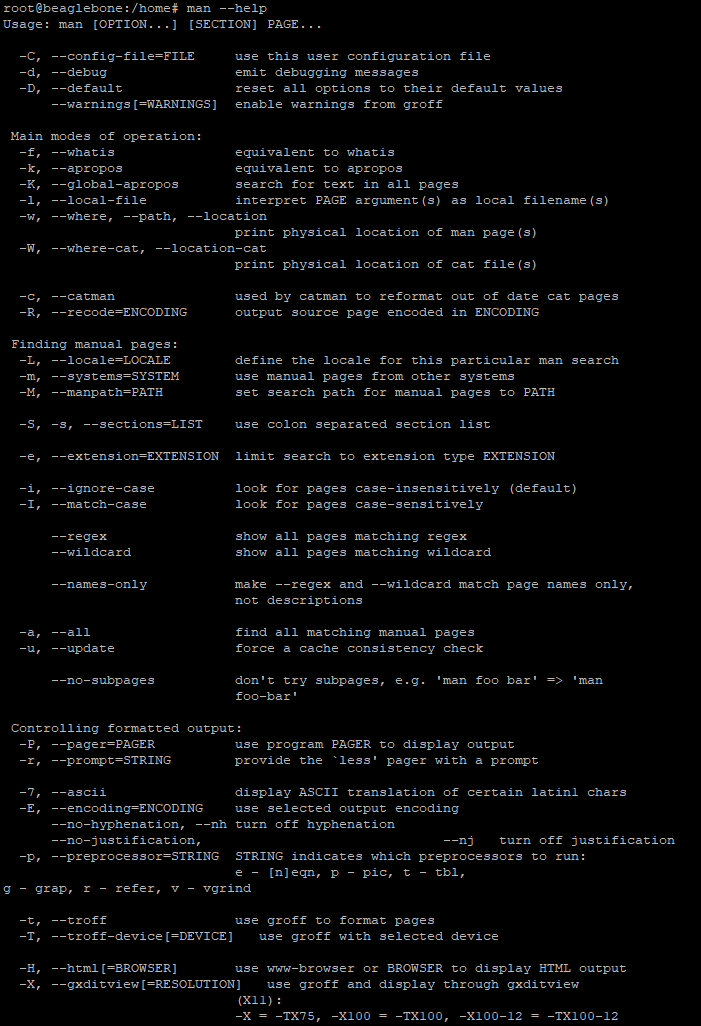 root@beaglebone:/home# man --help
Usage: man [OPTION...] [SECTION] PAGE...
-C, --config-file=FILE use this user configuration file
-d, --debug emit debugging messages
-D, --default reset all options to their default values
--warnings[=WARNINGS] enable warnings from groff
Main modes of operation:
-f, --whatis equivalent to whatis
-k, --apropos equivalent to apropos
-K, --global-apropos search for text in all pages
-l, --local-file interpret PAGE argument(s) as local filename(s)
-w, --where, --path, --location
print physical location of man page(s)
-W, --where-cat, --location-cat
print physical location of cat file(s)
-c, --catman used by catman to reformat out of date cat pages
-R, --recode=ENCODING output source page encoded in ENCODING
Finding manual pages:
-L, --locale=LOCALE define the locale for this particular man search
-m, --systems=SYSTEM use manual pages from other systems
-M, --manpath=PATH set search path for manual pages to PATH
-S, -s, --sections=LIST use colon separated section list
-e, --extension=EXTENSION limit search to extension type EXTENSION
-i, --ignore-case look for pages case-insensitively (default)
-I, --match-case look for pages case-sensitively
--regex show all pages matching regex
--wildcard show all pages matching wildcard
--names-only make --regex and --wildcard match page names only,
not descriptions
-a, --all find all matching manual pages
-u, --update force a cache consistency check
--no-subpages don't try subpages, e.g. 'man foo bar' => 'man
foo-bar'
Controlling formatted output:
-P, --pager=PAGER use program PAGER to display output
-r, --prompt=STRING provide the `less' pager with a prompt
-7, --ascii display ASCII translation of certain latin1 chars
-E, --encoding=ENCODING use selected output encoding
--no-hyphenation, --nh turn off hyphenation
--no-justification, --nj turn off justification
-p, --preprocessor=STRING STRING indicates which preprocessors to run:
e - [n]eqn, p - pic, t - tbl,
g - grap, r - refer, v - vgrind
-t, --troff use groff to format pages
-T, --troff-device[=DEVICE] use groff with selected device
-H, --html[=BROWSER] use www-browser or BROWSER to display HTML output
-X, --gxditview[=RESOLUTION] use groff and display through gxditview
(X11):
-X = -TX75, -X100 = -TX100, -X100-12 = -TX100-12